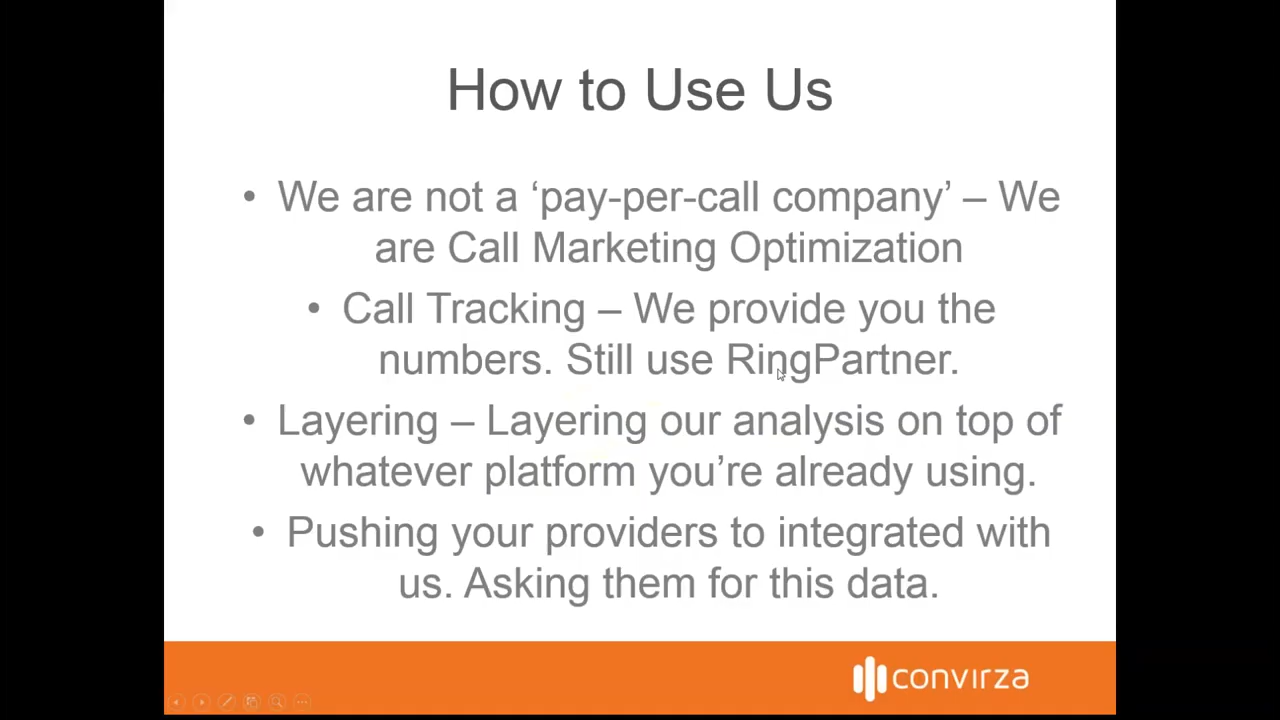 How to Use Us
• We are not a ‘pay-per-call company’ – We
are Call Marketing Optimization
• Call Tracking – We provide you the
numbers. Still use RingPartner.
• Layering – Layering our analysis on top of
whatever platform you’re already using.
• Pushing your providers to integrated with
us. Asking them for this data.
convirza